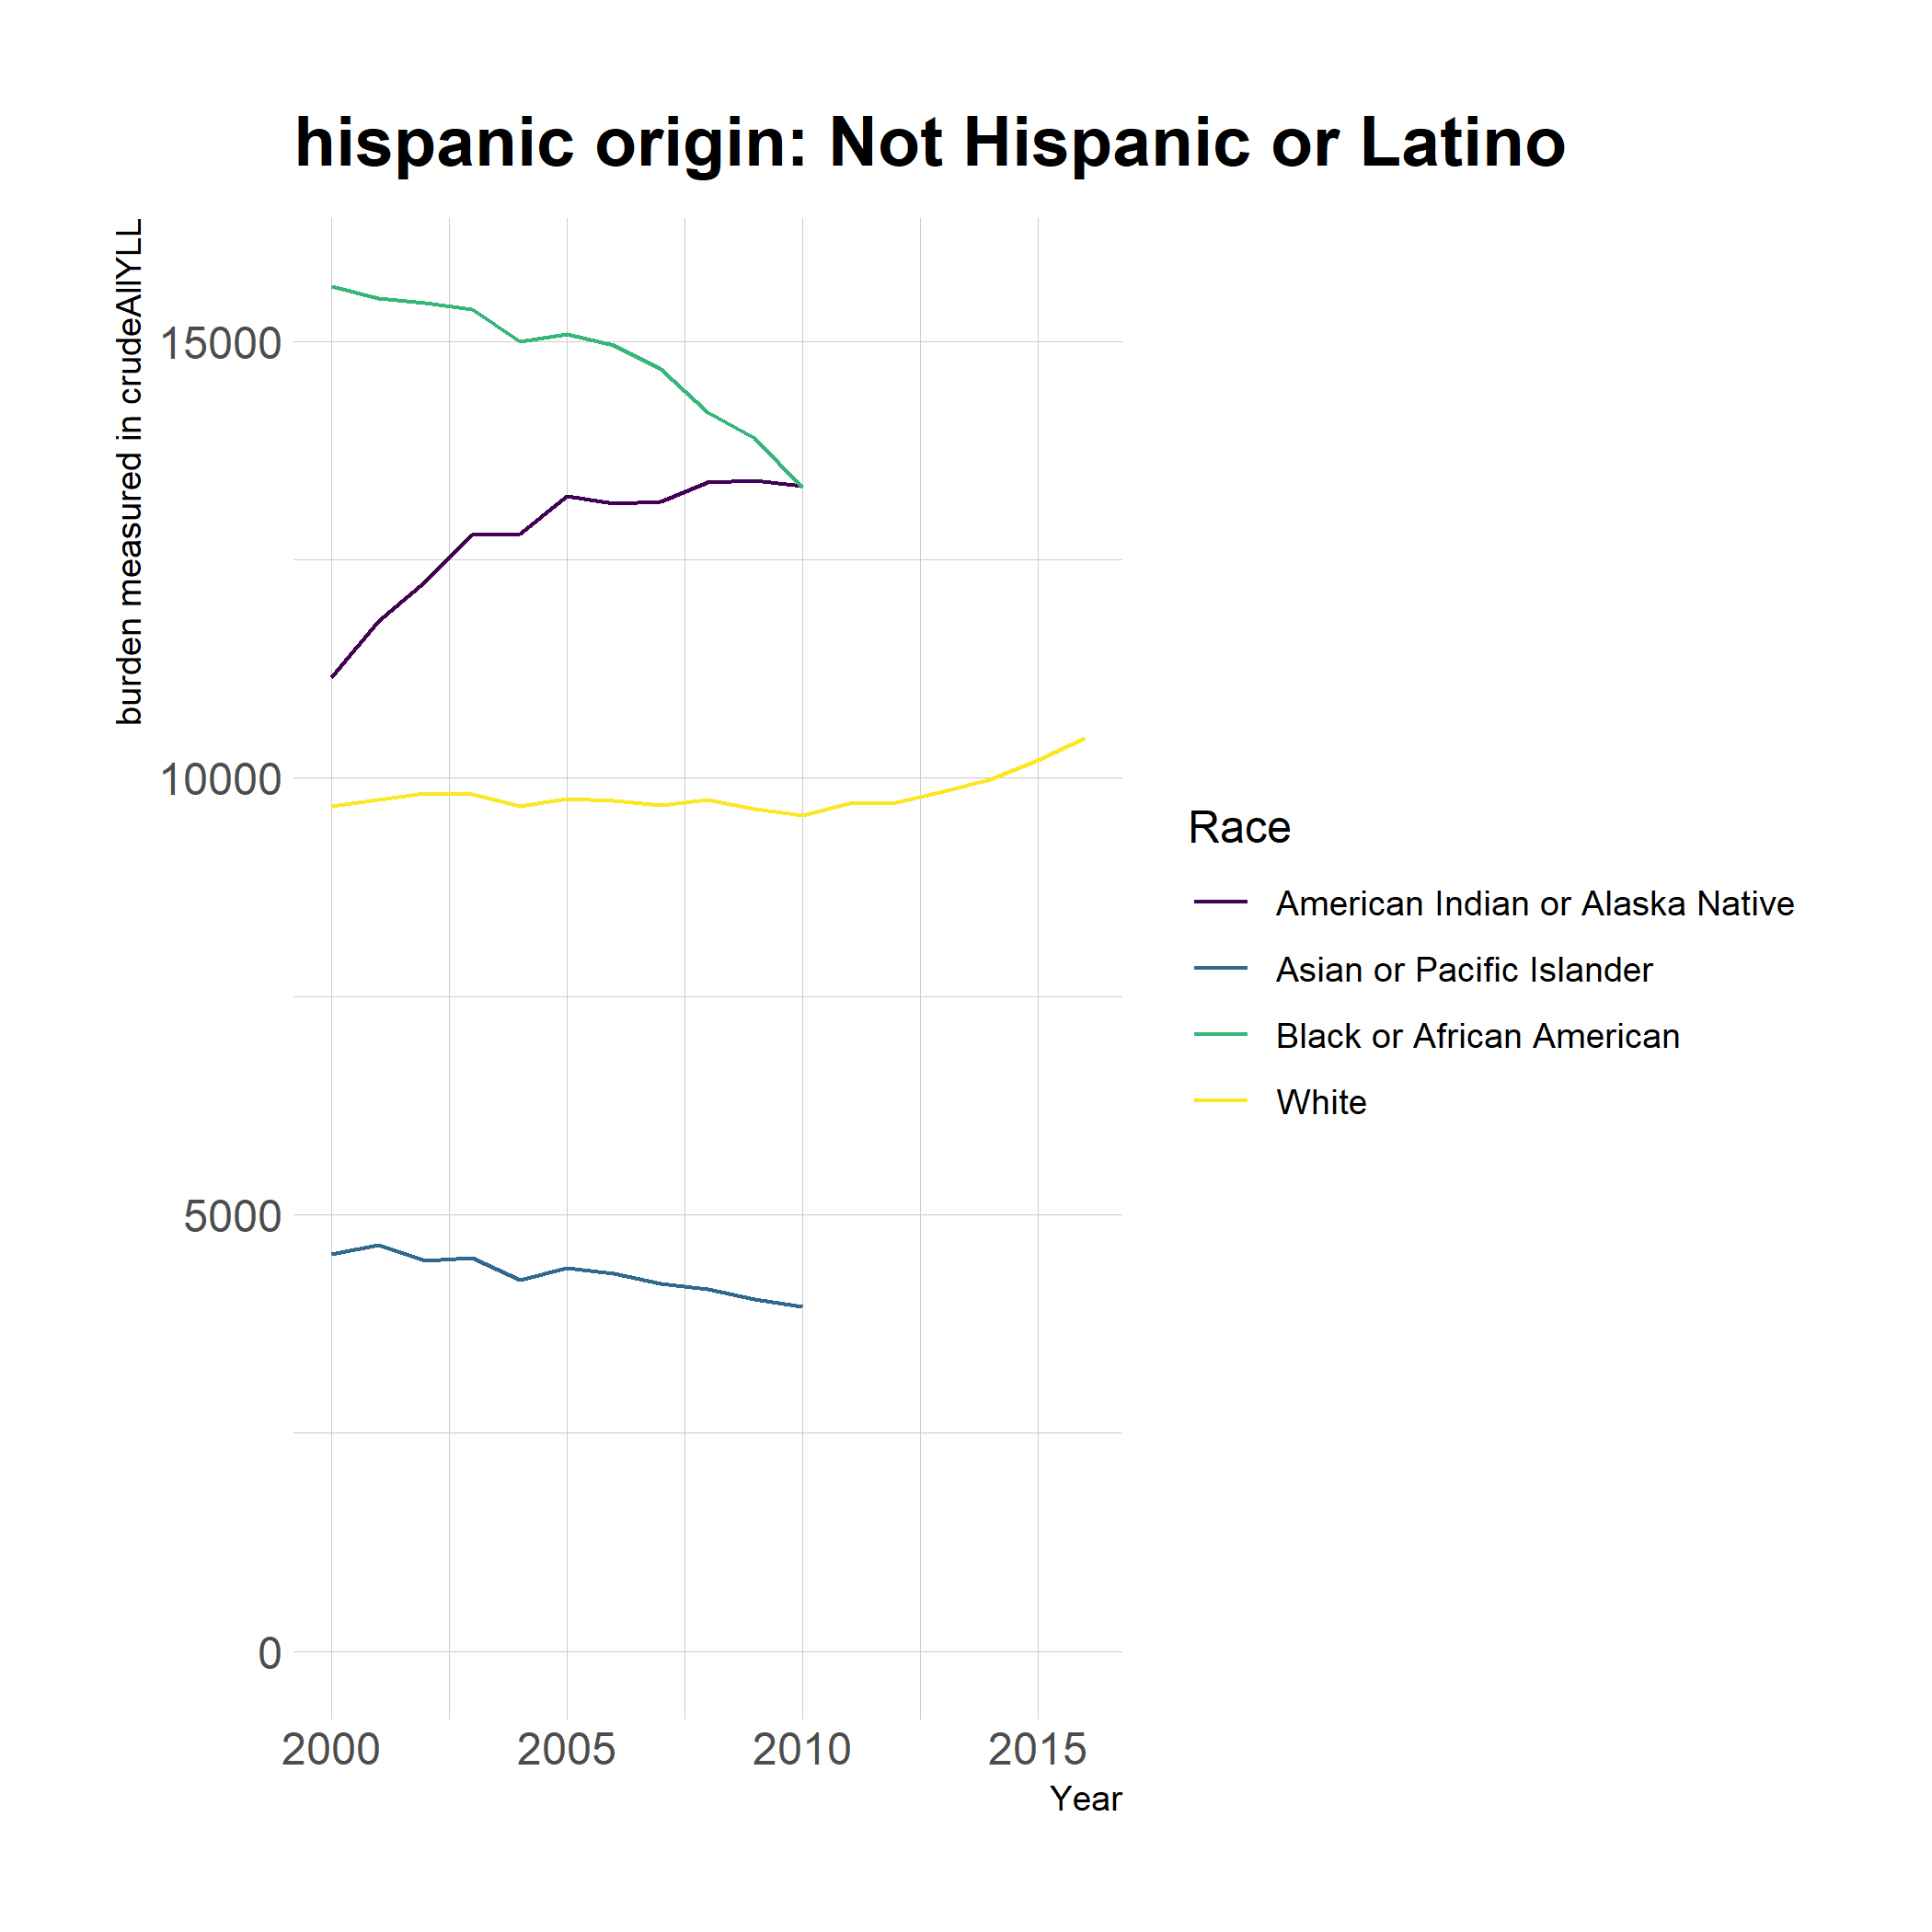 hispanic origin: Not Hispanic or Latino
burden measured in crudeAllYLL
15000
10000
5000
0
2000 2005 2010 2015
Year
Race
American Indian or Alaska Native
Asian or Pacific Islander
Black or African American
White